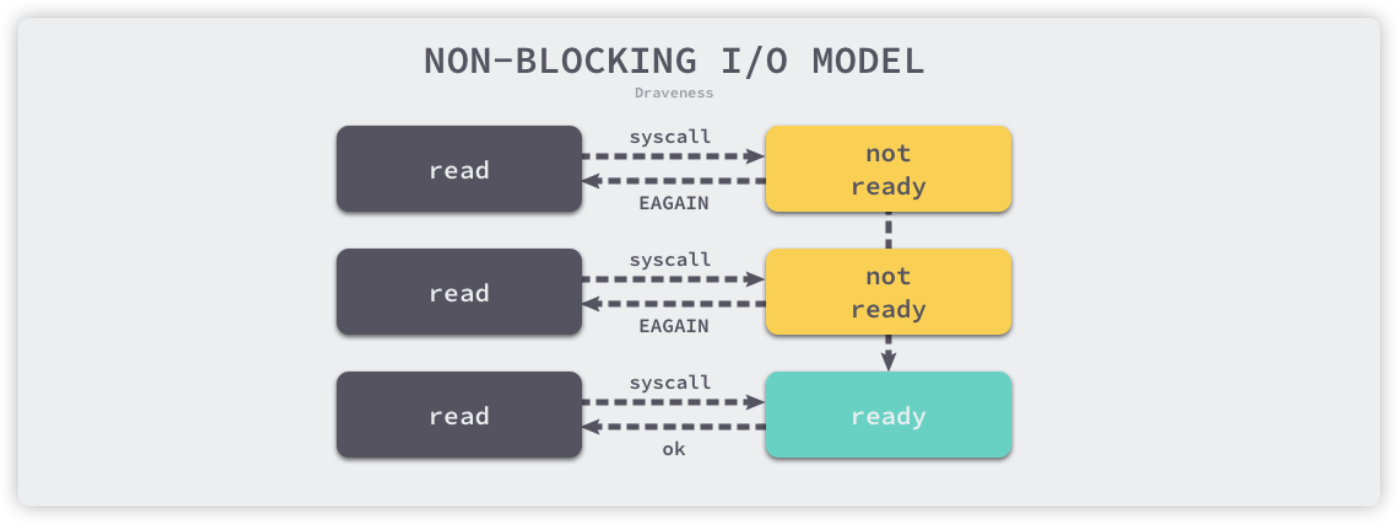 NON-BLOCKING I/O MODEL
Draveness
read
syscall
EAGAIN
not
ready
read
syscall
EAGAIN
not
ready
read
syscall
ok
ready